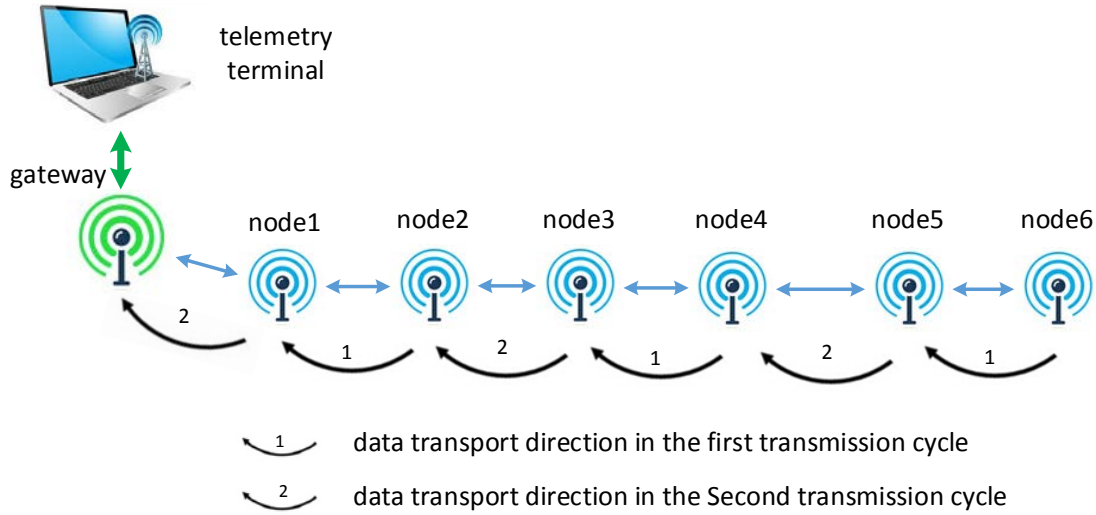 telemetry
terminal
gateway
node1
node2
node3
node4
node5
node6
2
1
2
1
2
1
1
data transport direction in the first transmission cycle
2
data transport direction in the Second transmission cycle